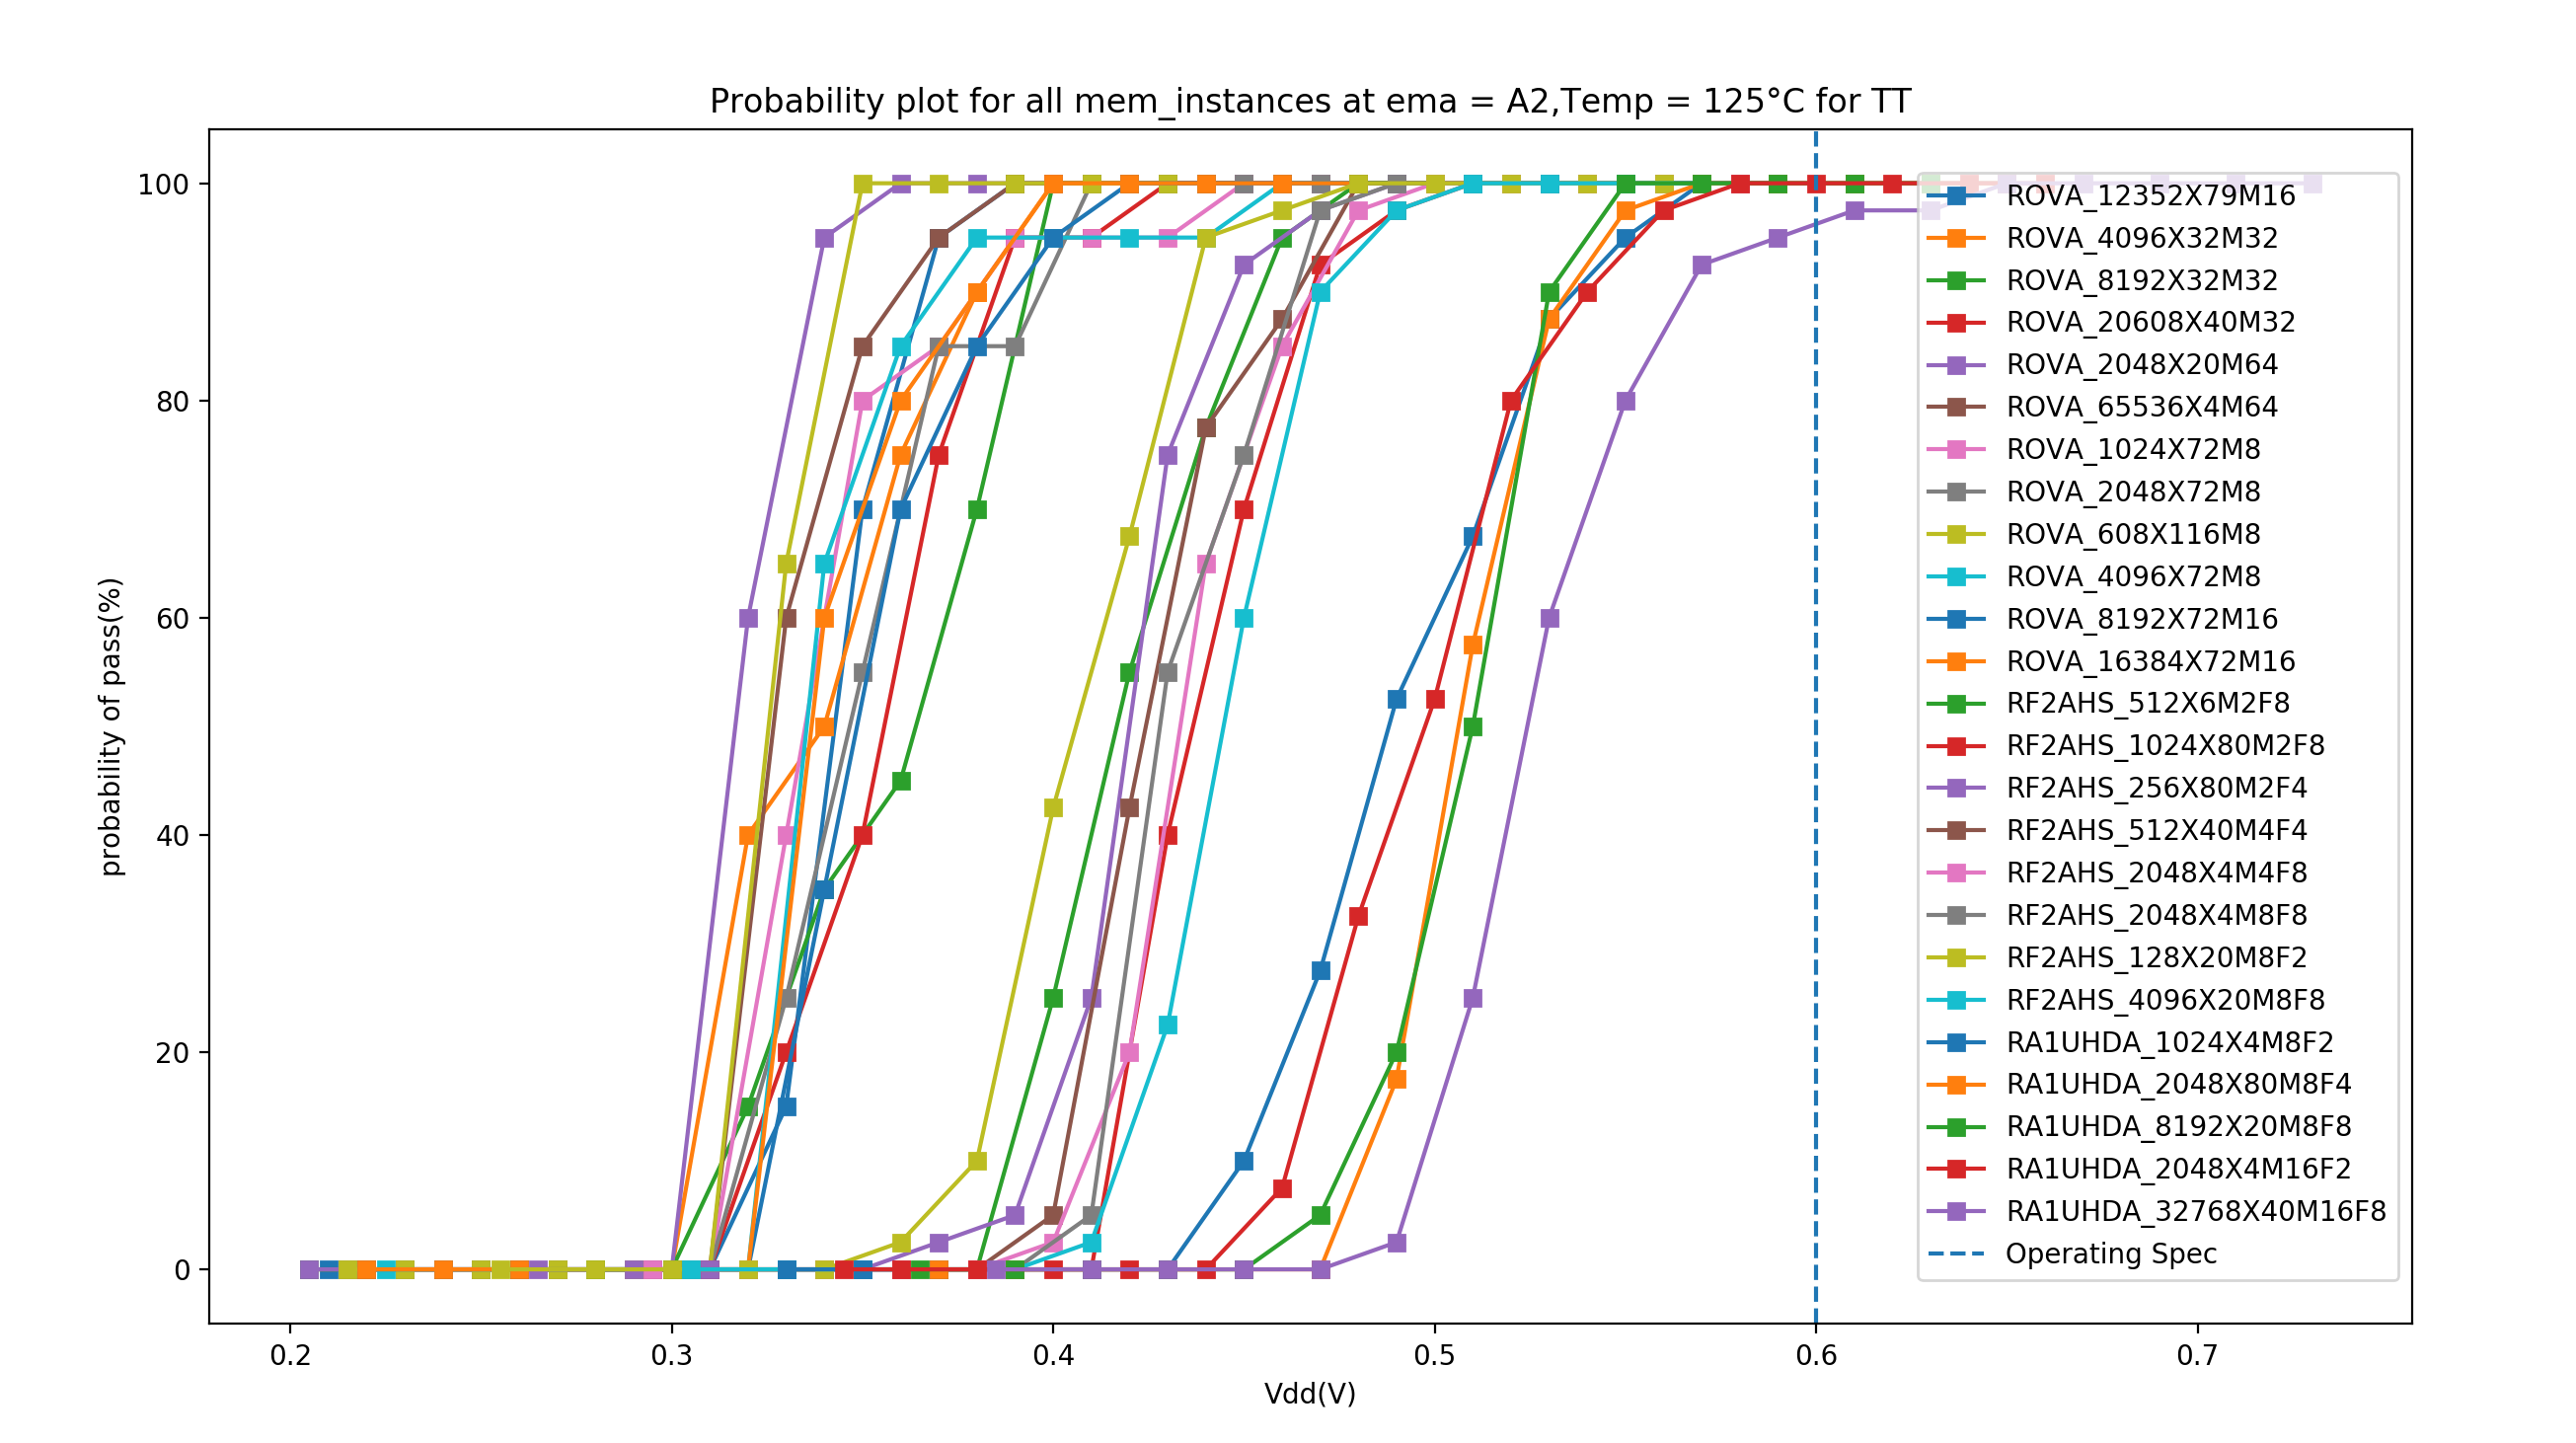 Probability plot for all mem_instances at ema = A2,Temp = 125°C for TT
probability of pass(%)
100
80
60
40
20
0
0.2 0.3 0.4 0.5 0.6 0.7
Vdd(V)
ROVA_12352X79M16
ROVA_4096X32M32
ROVA_8192X32M32
ROVA_20608X40M32
ROVA_2048X20M64
ROVA_65536X4M64
ROVA_1024X72M8
ROVA_2048X72M8
ROVA_608X116M8
ROVA_4096X72M8
ROVA_8192X72M16
ROVA_16384X72M16
RF2AHS_512X6M2F8
RF2AHS_1024X80M2F8
RF2AHS_256X80M2F4
RF2AHS_512X40M4F4
RF2AHS_2048X4M4F8
RF2AHS_2048X4M8F8
RF2AHS_128X20M8F2
RF2AHS_4096X20M8F8
RA1UHDA_1024X4M8F2
RA1UHDA_2048X80M8F4
RA1UHDA_8192X20M8F8
RA1UHDA_2048X4M16F2
RA1UHDA_32768X40M16F8
Operating Spec